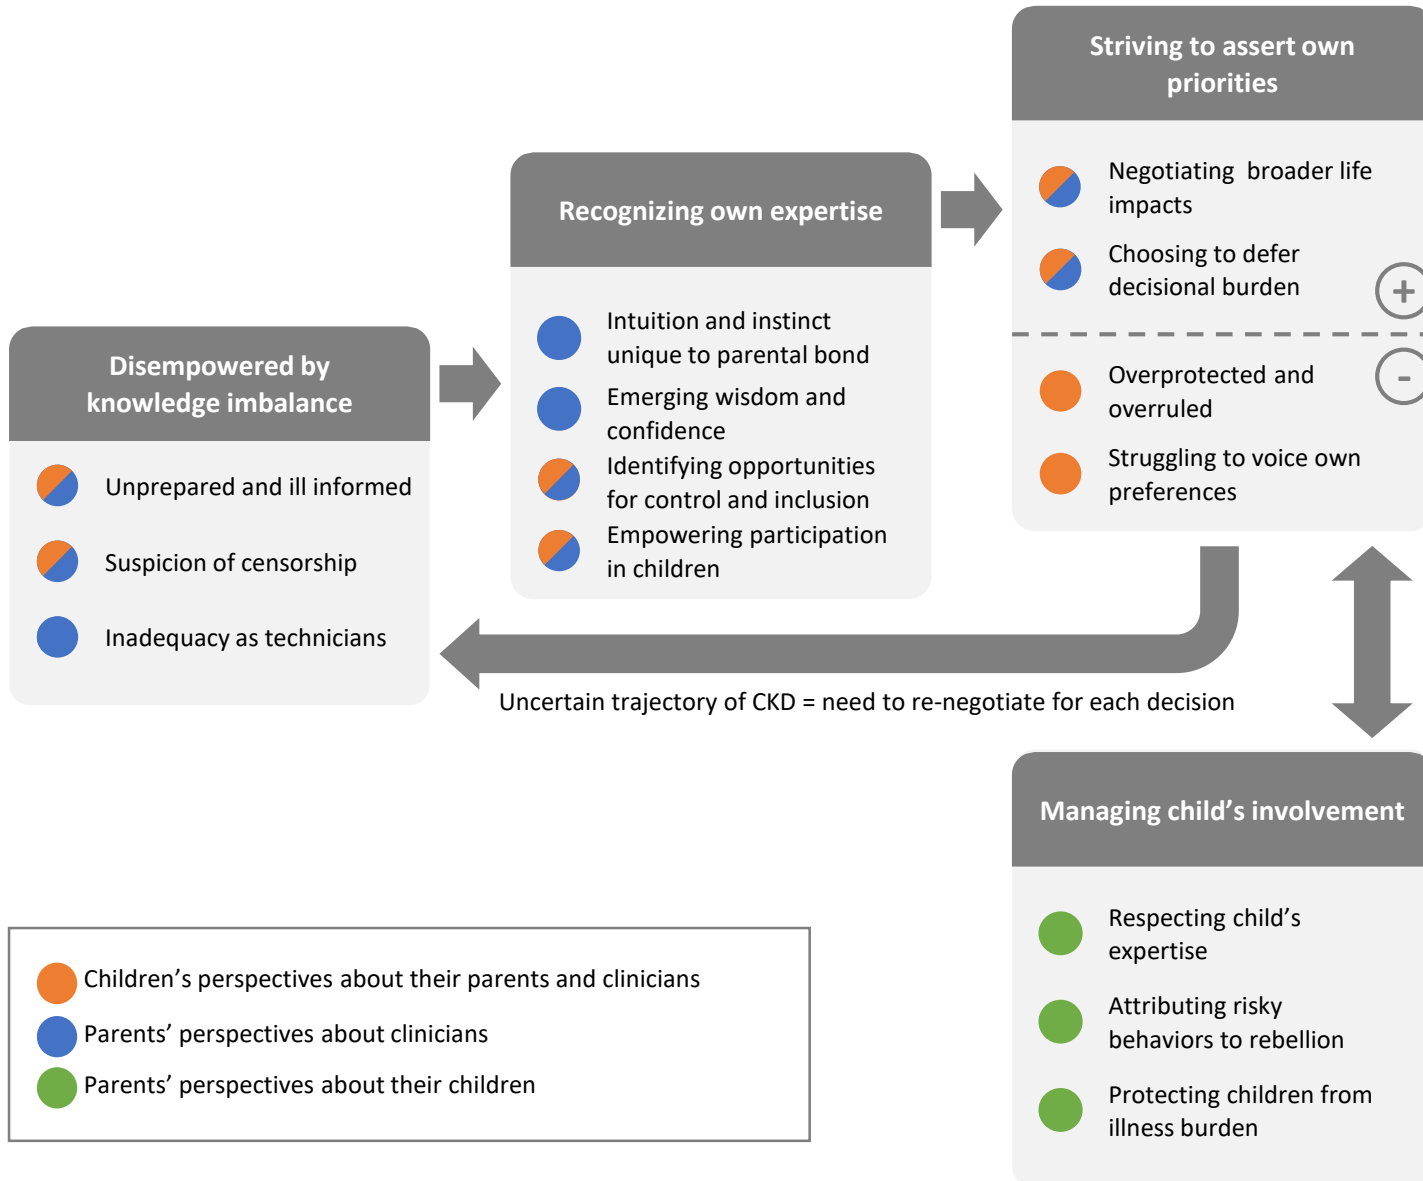 Disempowered by
knowledge imbalance
Unprepared and ill informed
Suspicion of censorship
Inadequacy as technicians
Recognizing own expertise
Intuition and instinct
unique to parental bond
Emerging wisdom and
confidence
Identifying opportunities
for control and inclusion
Empowering participation
in children
Striving to assert own
priorities
Negotiating broader life
impacts
Choosing to defer
decisional burden
+
-
Overprotected and
overruled
Struggling to voice own
preferences
Uncertain trajectory of CKD = need to re-negotiate for each decision
Managing child’s involvement
Respecting child’s
expertise
Attributing risky
behaviors to rebellion
Protecting children from
illness burden
Children’s perspectives about their parents and clinicians
Parents’ perspectives about clinicians
Parents’ perspectives about their children